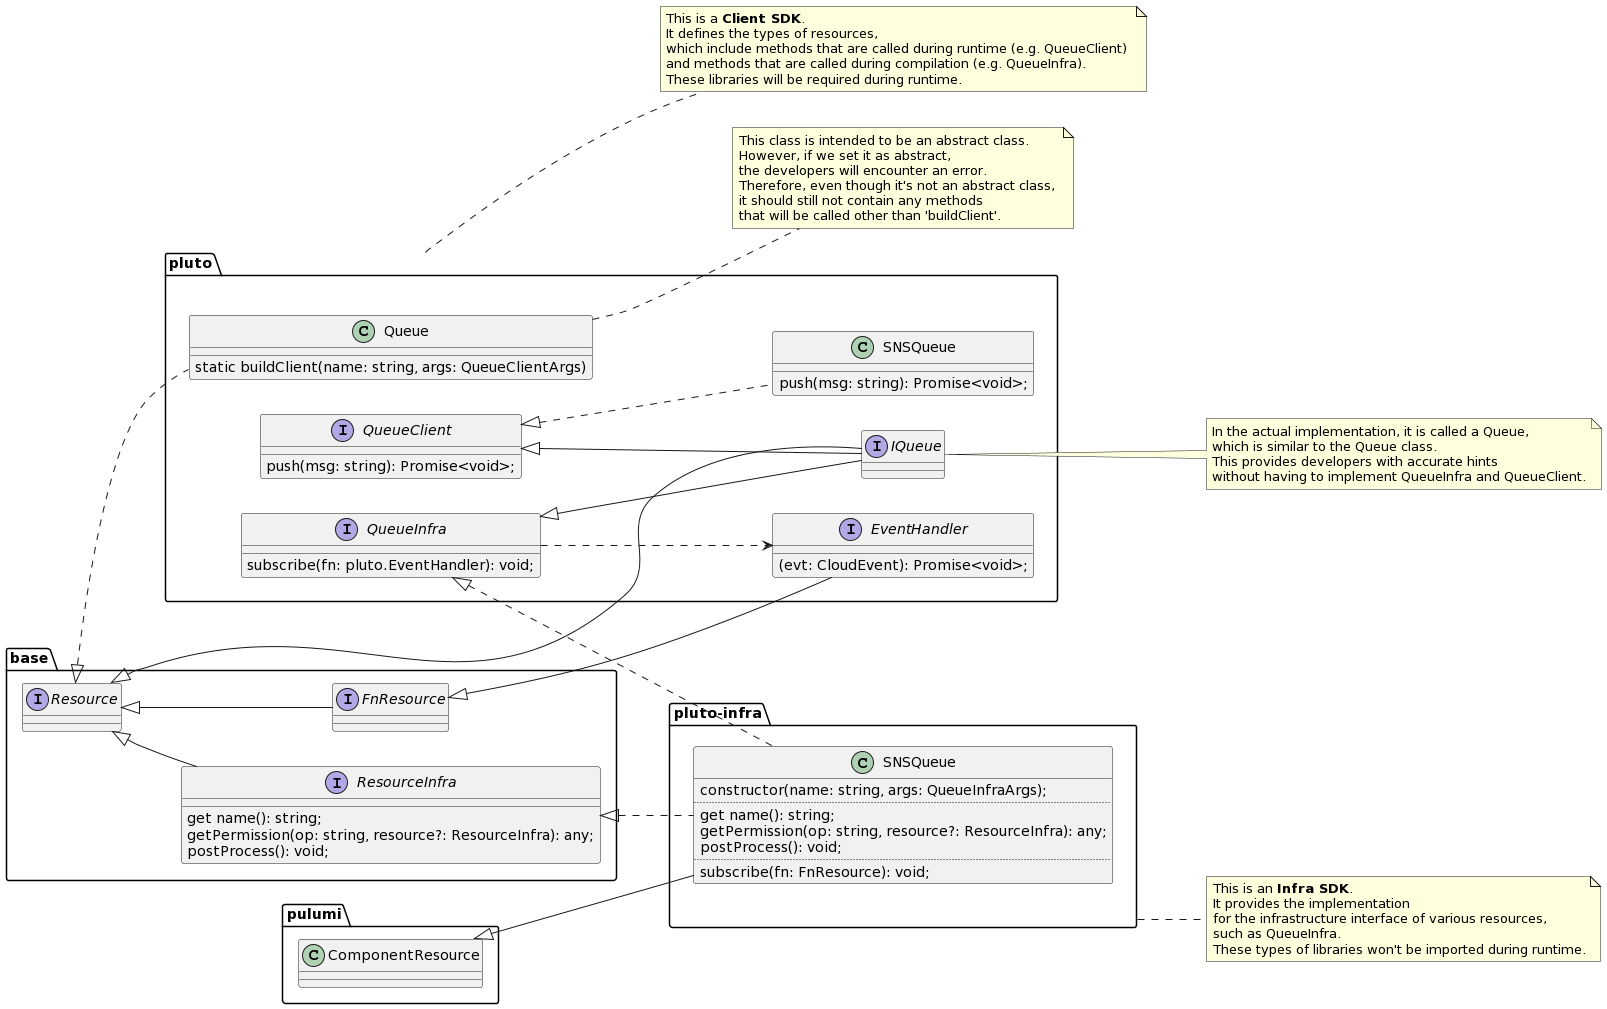 This is a Client SDK.
It defines the types of resources,
which include methods that are called during runtime (e.g. QueueClient)
and methods that are called during compilation (e.g. QueueInfra).
These libraries will be required during runtime.
This class is intended to be an abstract class.
However, if we set it as abstract,
the developers will encounter an error.
Therefore, even though it's not an abstract class,
it should still not contain any methods
that will be called other than 'buildClient'.
pluto
C Queue
static buildClient(name: string, args: QueueClientArgs)
C SNSQueue
push(msg: string): Promise<void>;
I QueueClient
push(msg: string): Promise<void>;
I IQueue
In the actual implementation, it is called a Queue,
which is similar to the Queue class.
This provides developers with accurate hints
without having to implement QueueInfra and QueueClient.
I QueueInfra
subscribe(fn: pluto.EventHandler): void;
I EventHandler
(evt: CloudEvent): Promise<void>;
base
I Resource
I FnResource
I ResourceInfra
get name(): string;
getPermission(op: string, resource?: ResourceInfra): any;
postProcess(): void;
pluto-infra
C SNSQueue
constructor(name: string, args: QueueInfraArgs);
get name(): string;
getPermission(op: string, resource?: ResourceInfra): any;
postProcess(): void;
subscribe(fn: FnResource): void;
This is an Infra SDK.
It provides the implementation
for the infrastructure interface of various resources,
such as QueueInfra.
These types of libraries won't be imported during runtime.
pulumi
C ComponentResource